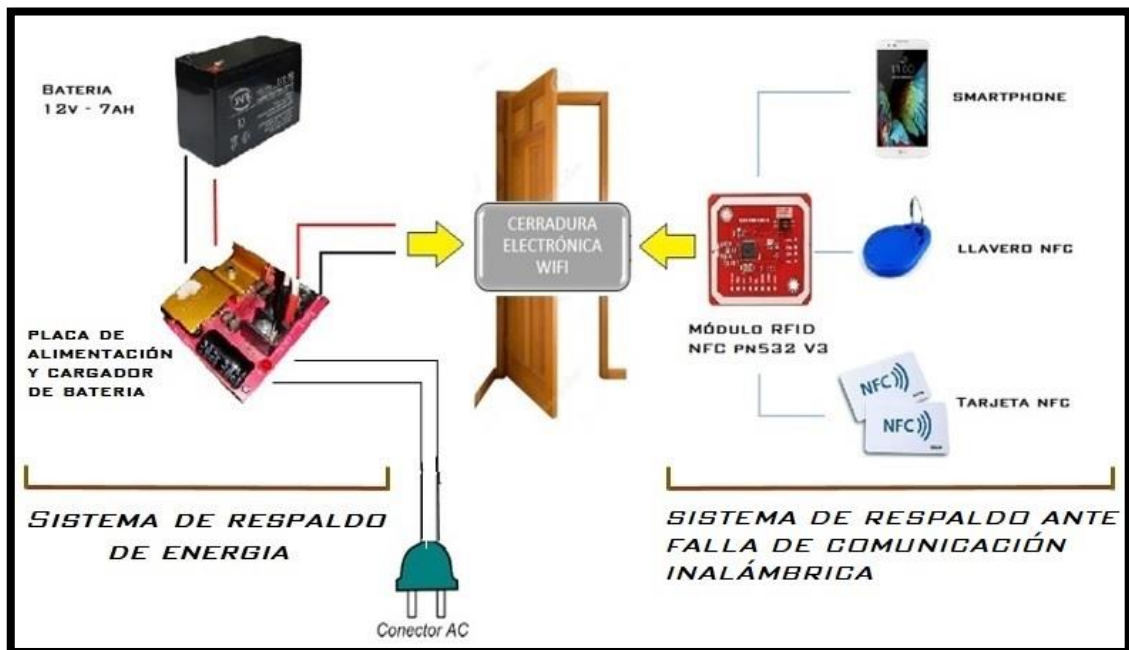 BATERIA
12V - 7AH
SMARTPHONE
CERRADURA
ELECTRÓNICA
WIFI
LLAVERO NFC
PLACA DE
ALIMENTACIÓN
Y CARGADOR
DE BATERIA
MÓDULO RFID
NFC PN532 V3
NFC
NFC
TARJETA NFC
SISTEMA DE RESPALDO
DE ENERGIA
SISTEMA DE RESPALDO ANTE
FALLA DE COMUNICACIÓN
INALÁMBRICA
Conector AC